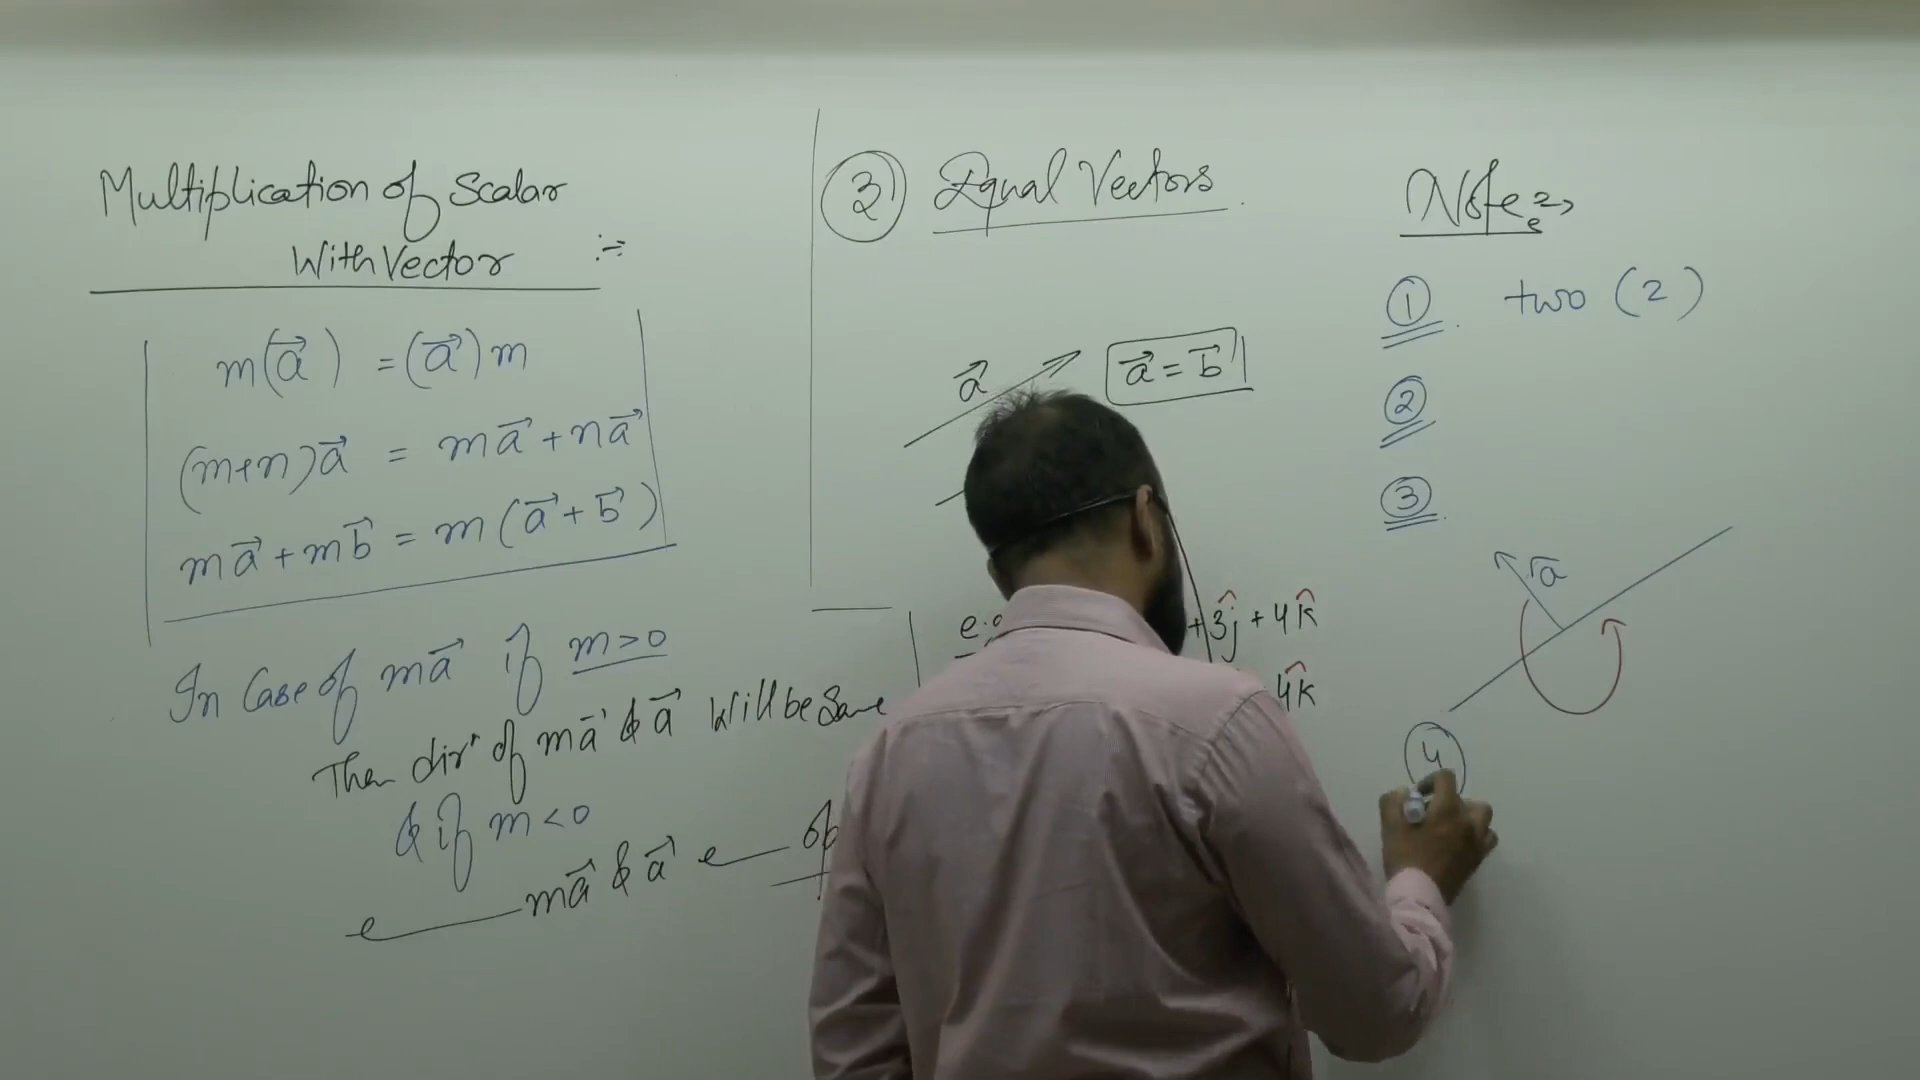 Multiplication of Scalar
With Vector :-
m(a⃗) = (a⃗)m
(m+n)a⃗ = ma⃗ + na⃗
ma⃗ + mb⃗ = m(a⃗ + b⃗)
In Case of ma⃗ if m>0
Then dirⁿ of ma⃗ & a⃗ Will be Same
& if m<0
ma⃗ & a⃗ op
3 Equal Vectors
a⃗
a⃗ = b⃗
e.g
+3ĵ + 4k̂
4k̂
Note
1. two (2)
2
3.
a
4